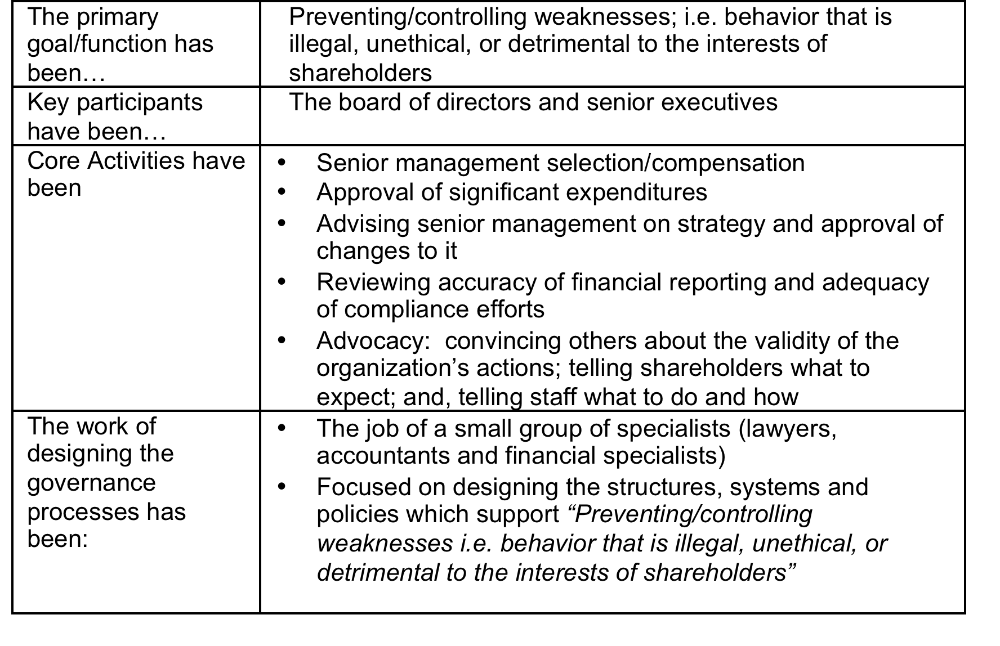 The primary
goal/function has
been…
Preventing/controlling weaknesses; i.e. behavior that is
illegal, unethical, or detrimental to the interests of
shareholders
Key participants
have been…
The board of directors and senior executives
Core Activities have
been
• Senior management selection/compensation
• Approval of significant expenditures
• Advising senior management on strategy and approval of
changes to it
• Reviewing accuracy of financial reporting and adequacy
of compliance efforts
• Advocacy:  convincing others about the validity of the
organization’s actions; telling shareholders what to
expect; and, telling staff what to do and how
The work of
designing the
governance
processes has
been:
• The job of a small group of specialists (lawyers,
accountants and financial specialists)
• Focused on designing the structures, systems and
policies which support “Preventing/controlling
weaknesses i.e. behavior that is illegal, unethical, or
detrimental to the interests of shareholders”